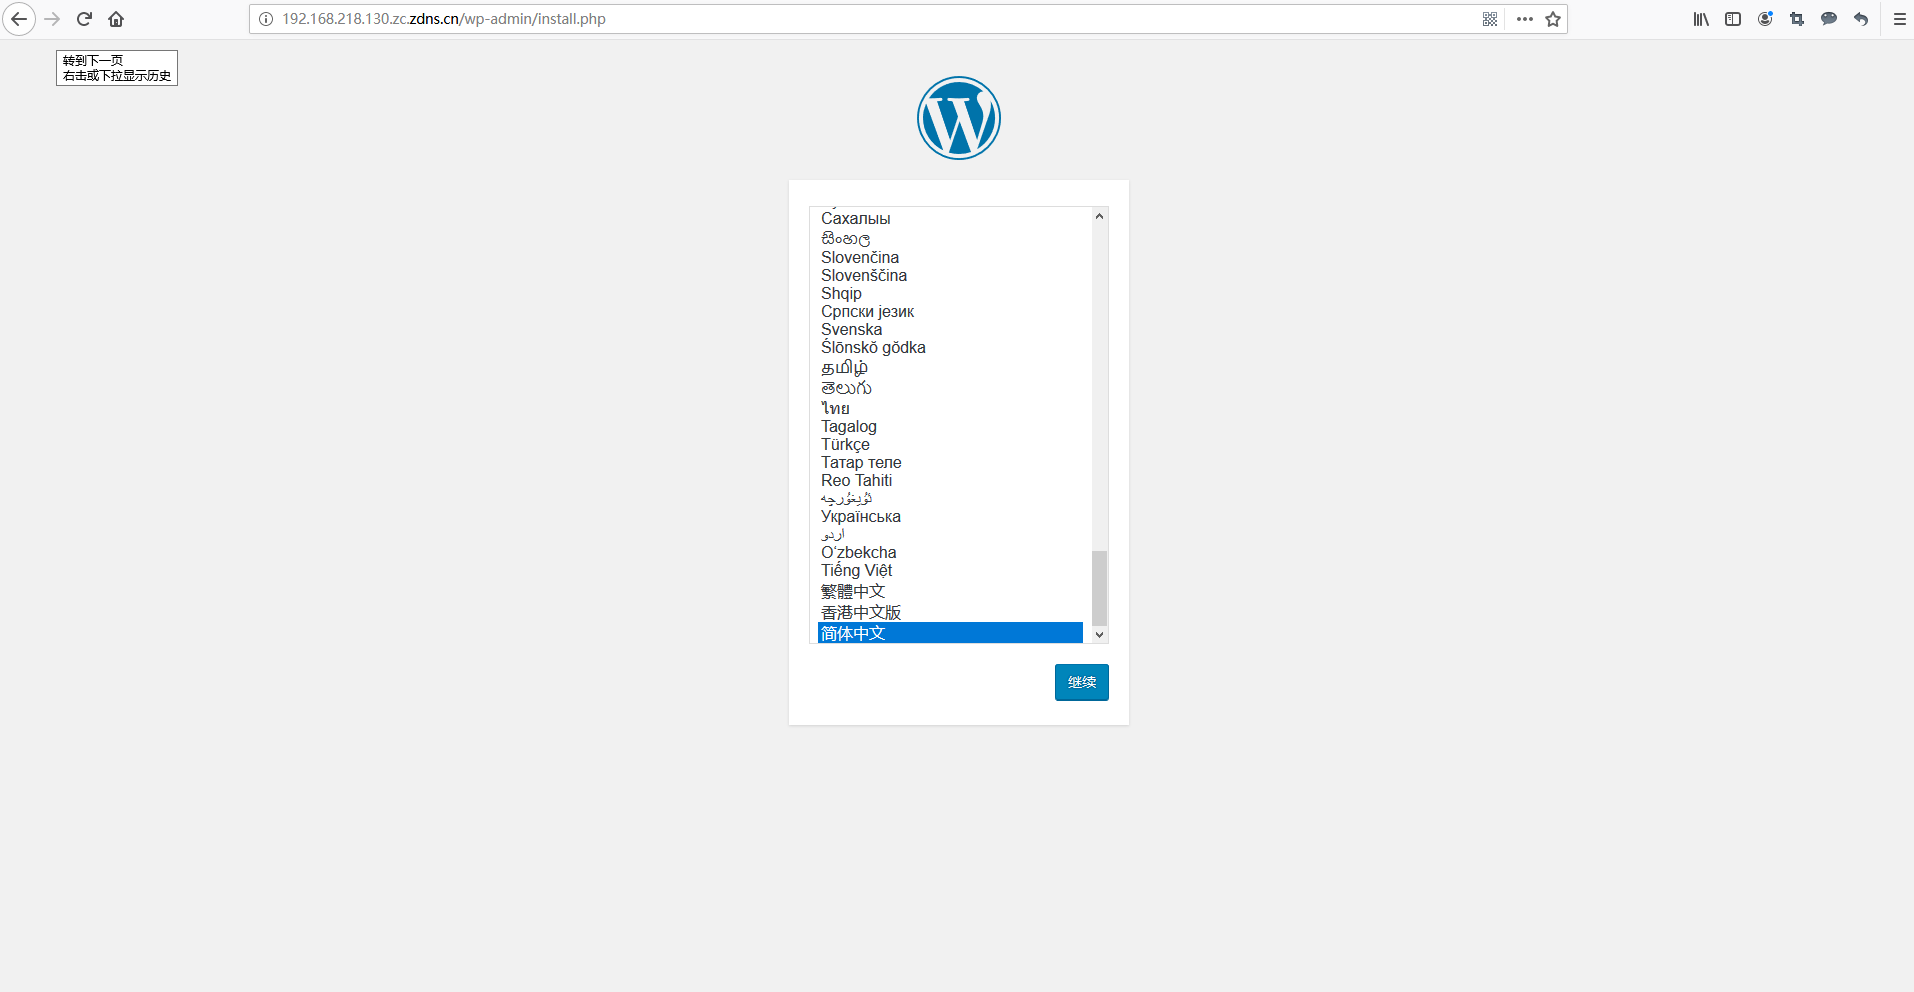 192.168.218.130.zc.zdns.cn/wp-admin/install.php
转到下一页
右击或下拉显示历史
Сахалыы
සිංහල
Slovenčina
Slovenščina
Shqip
Српски језик
Svenska
Ślōnskŏ gŏdka
தமிழ்
తెలుగు
ไทย
Tagalog
Türkçe
Татар теле
Reo Tahiti
ئۇيغۇرچە
Українська
اردو
O‘zbekcha
Tiếng Việt
繁體中文
香港中文版
简体中文
继续